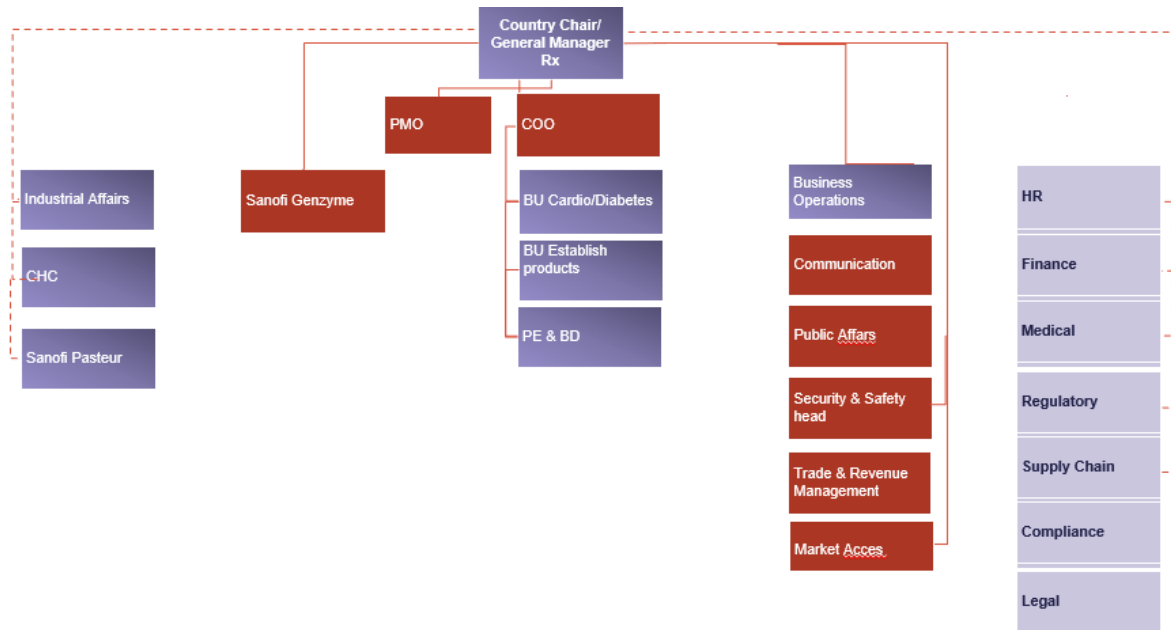 Country Chair/
General Manager
Rx
PMO
COO
Industrial Affairs
CHC
Sanofi Pasteur
Sanofi Genzyme
BU Cardio/Diabetes
BU Establish
products
PE & BD
Business
Operations
Communication
Public Affars
Security & Safety
head
Trade & Revenue
Management
Market Acces
HR
Finance
Medical
Regulatory
Supply Chain
Compliance
Legal